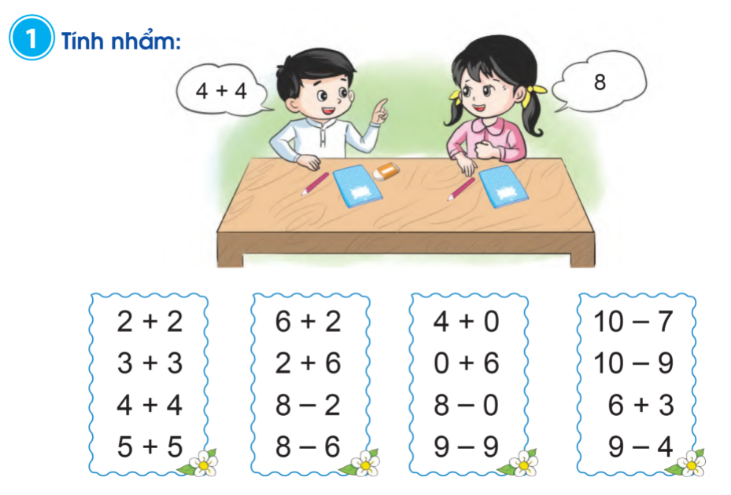 1 Tính nhẩm:
4 + 4
8
2 + 2
3 + 3
4 + 4
5 + 5
6 + 2
2 + 6
8 – 2
8 – 6
4 + 0
0 + 6
8 – 0
9 – 9
10 – 7
10 – 9
6 + 3
9 – 4